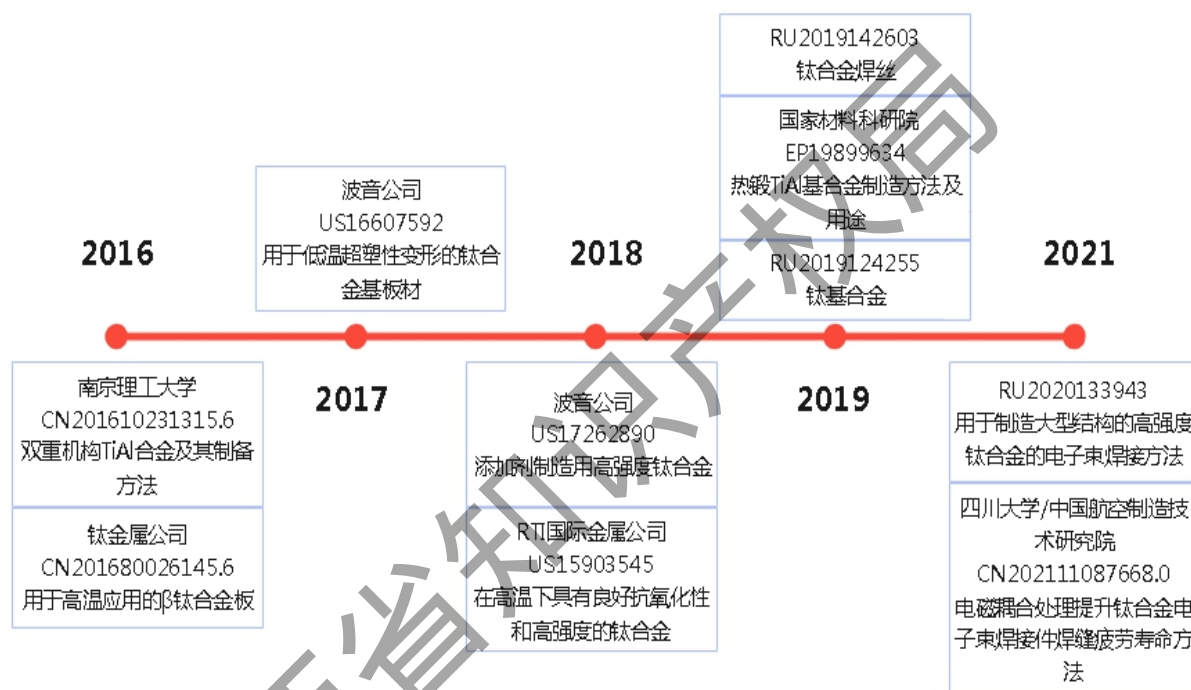 RU2019142603
钛合金焊丝
国家材料科研院
EP19899634
热锻TiAl基合金制造方法及
用途
RU2019124255
钛基合金
波音公司
US16607592
用于低温超塑性变形的钛合
金基板材
2016
2018
2021
2017
2019
南京理工大学
CN2016102313​15.6
双重机构TiAl合金及其制备
方法
钛金属公司
CN201680026145.6
用于高温应用的β钛合金板
波音公司
US17262890
添加剂制造用高强度钛合金
RTI国际金属公司
US15903545
在高温下具有良好抗氧化性
和高强度的钛合金
RU2020133943
用于制造大型结构的高强度
钛合金的电子束焊接方法
四川大学/中国航空制造技
术研究院
CN202111087668.0
电磁耦合处理提升钛合金电
子束焊接件焊缝疲劳寿命方
法
省知识产权局